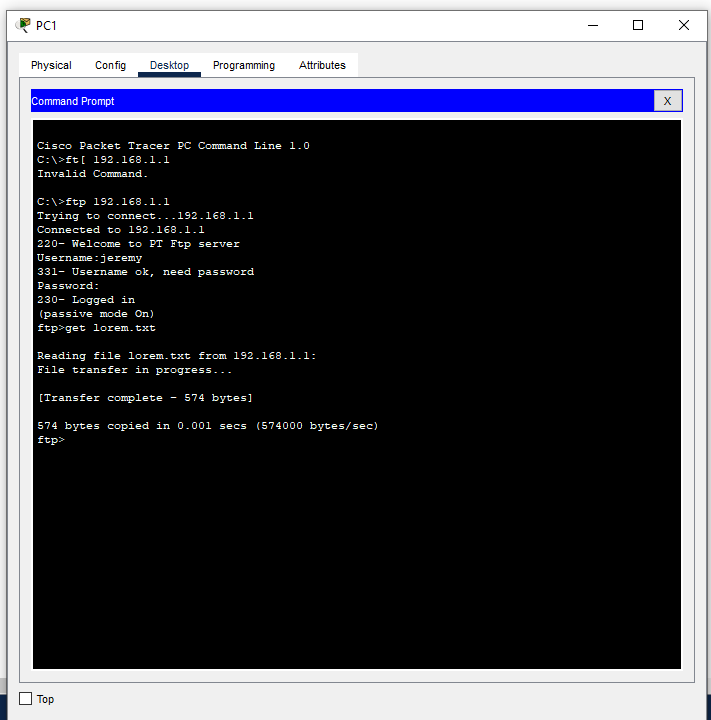 PC1
Physical Config Desktop Programming Attributes
Command Prompt X
Cisco Packet Tracer PC Command Line 1.0
C:\>ft[ 192.168.1.1
Invalid Command.
C:\>ftp 192.168.1.1
Trying to connect...192.168.1.1
Connected to 192.168.1.1
220- Welcome to PT Ftp server
Username:jeremy
331- Username ok, need password
Password:
230- Logged in
(passive mode On)
ftp>get lorem.txt
Reading file lorem.txt from 192.168.1.1:
File transfer in progress...
[Transfer complete - 574 bytes]
574 bytes copied in 0.001 secs (574000 bytes/sec)
ftp>
Top